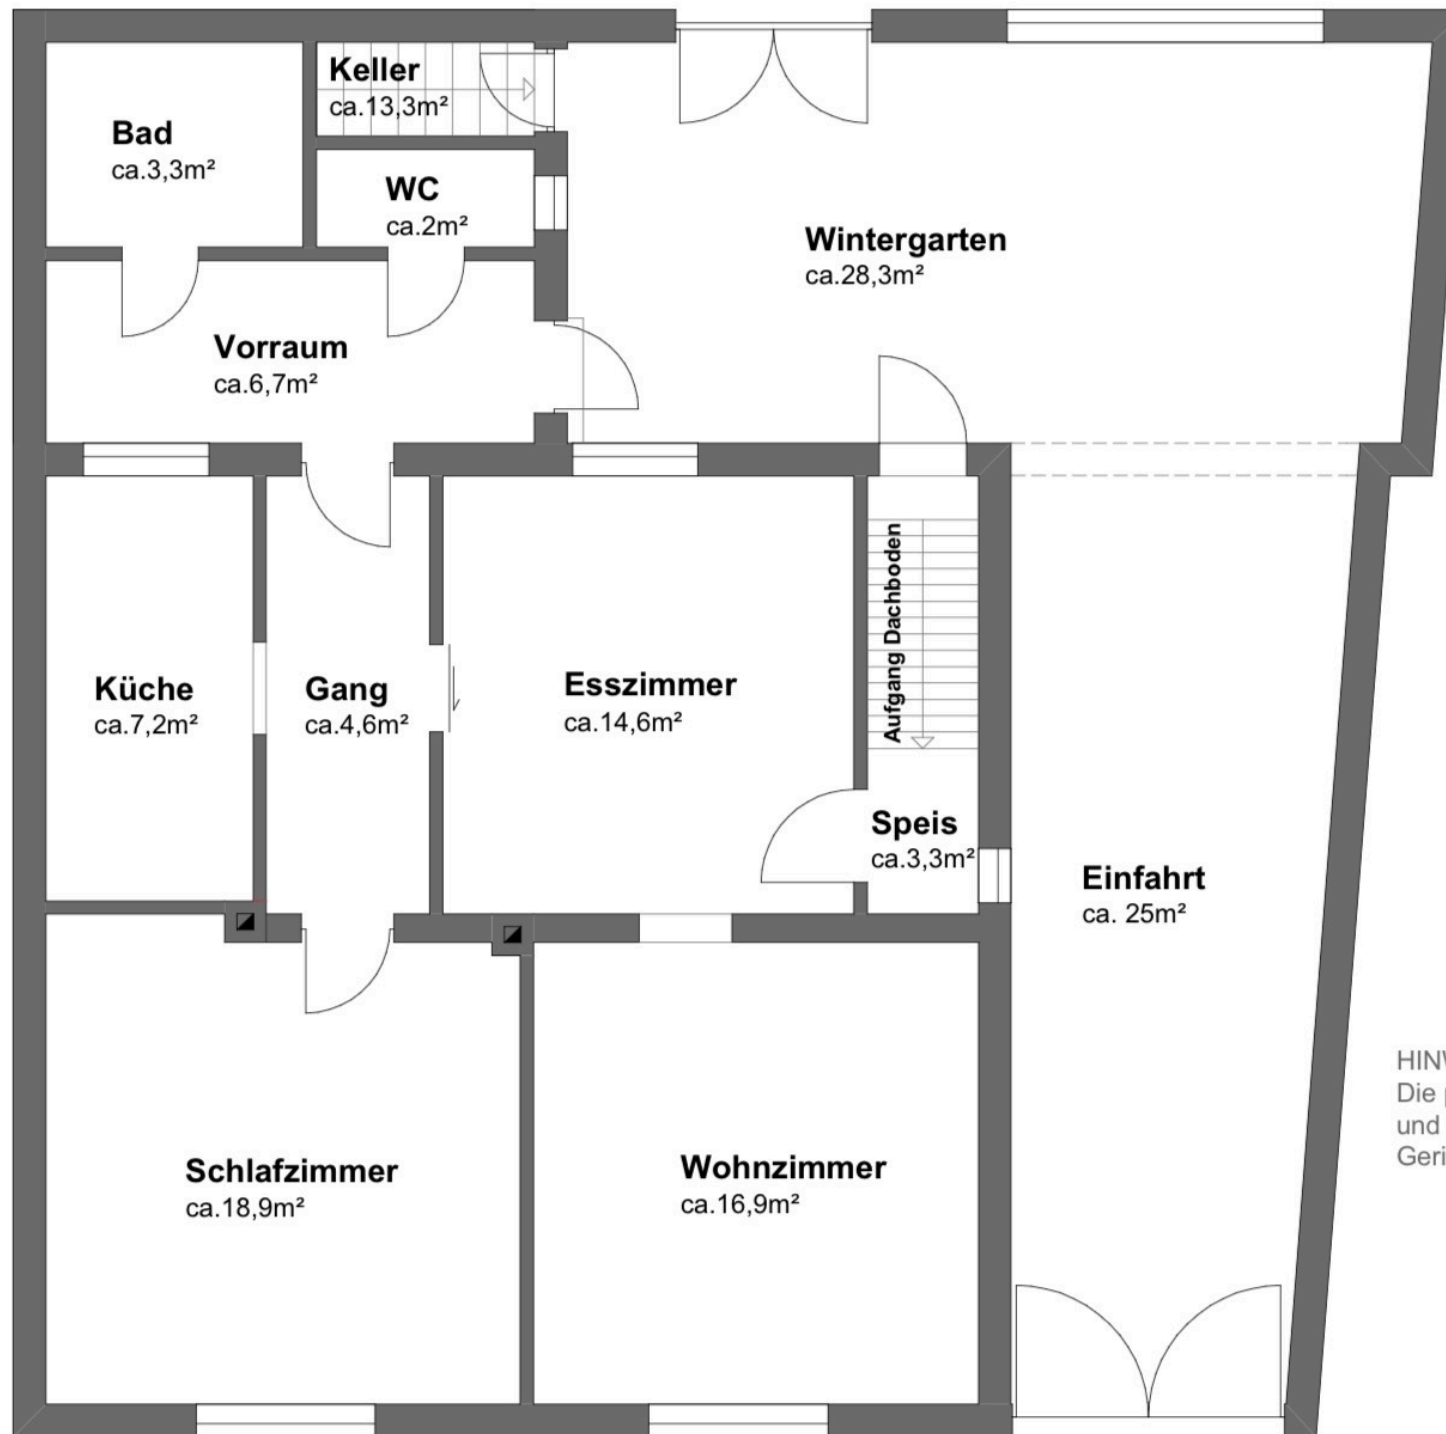 Keller
ca.13,3m²
Bad
ca.3,3m²
WC
ca.2m²
Wintergarten
ca.28,3m²
Vorraum
ca.6,7m²
Aufgang Dachboden
Küche
ca.7,2m²
Gang
ca.4,6m²
Esszimmer
ca.14,6m²
Speis
ca.3,3m²
Einfahrt
ca. 25m²
Schlafzimmer
ca.18,9m²
Wohnzimmer
ca.16,9m²
Die
und